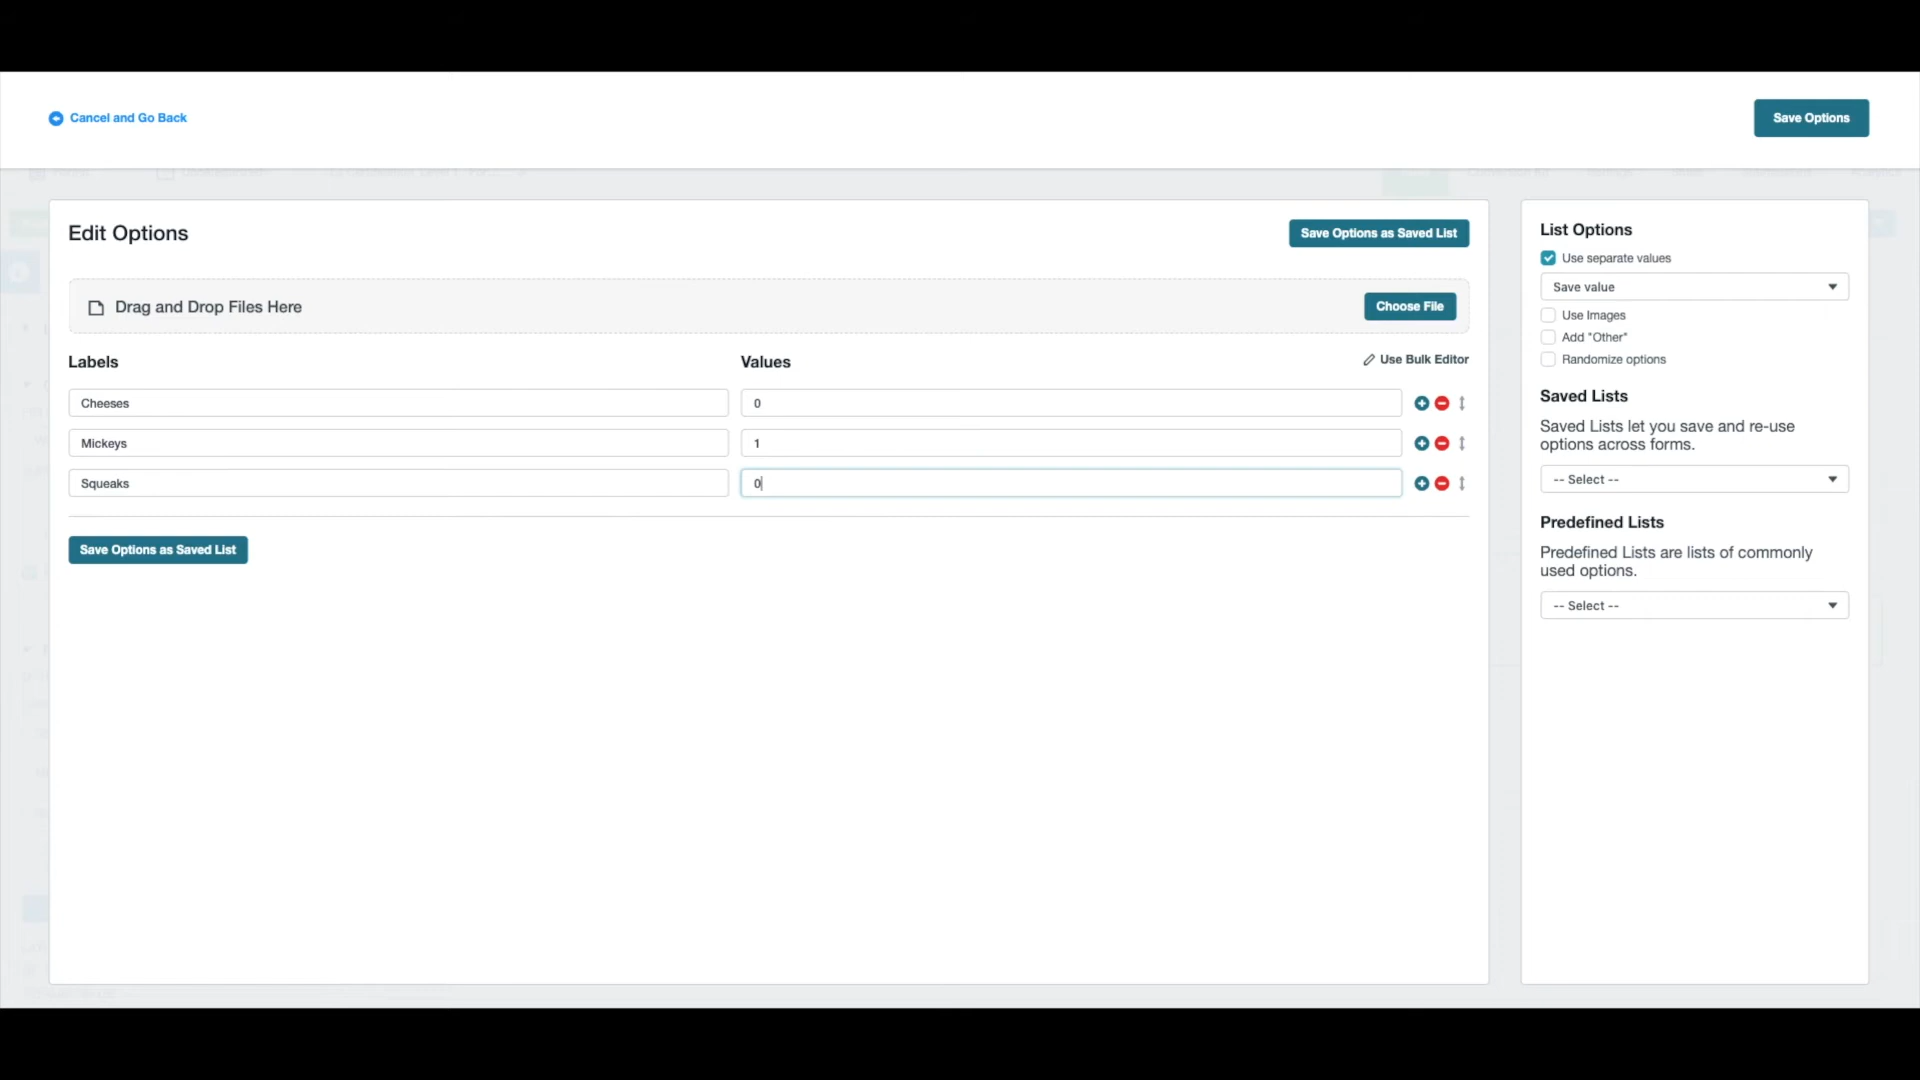 Cancel and Go Back
Save Options
Edit Options
Save Options as Saved List
Drag and Drop Files Here
Choose File
Labels
Values
Use Bulk Editor
Cheeses
0
Mickeys
1
Squeaks
0
Save Options as Saved List
List Options
Use separate values
Save value
Use Images
Add "Other"
Randomize options
Saved Lists
Saved Lists let you save and re-use
options across forms.
-- Select --
Predefined Lists
Predefined Lists are lists of commonly
used options.
-- Select --